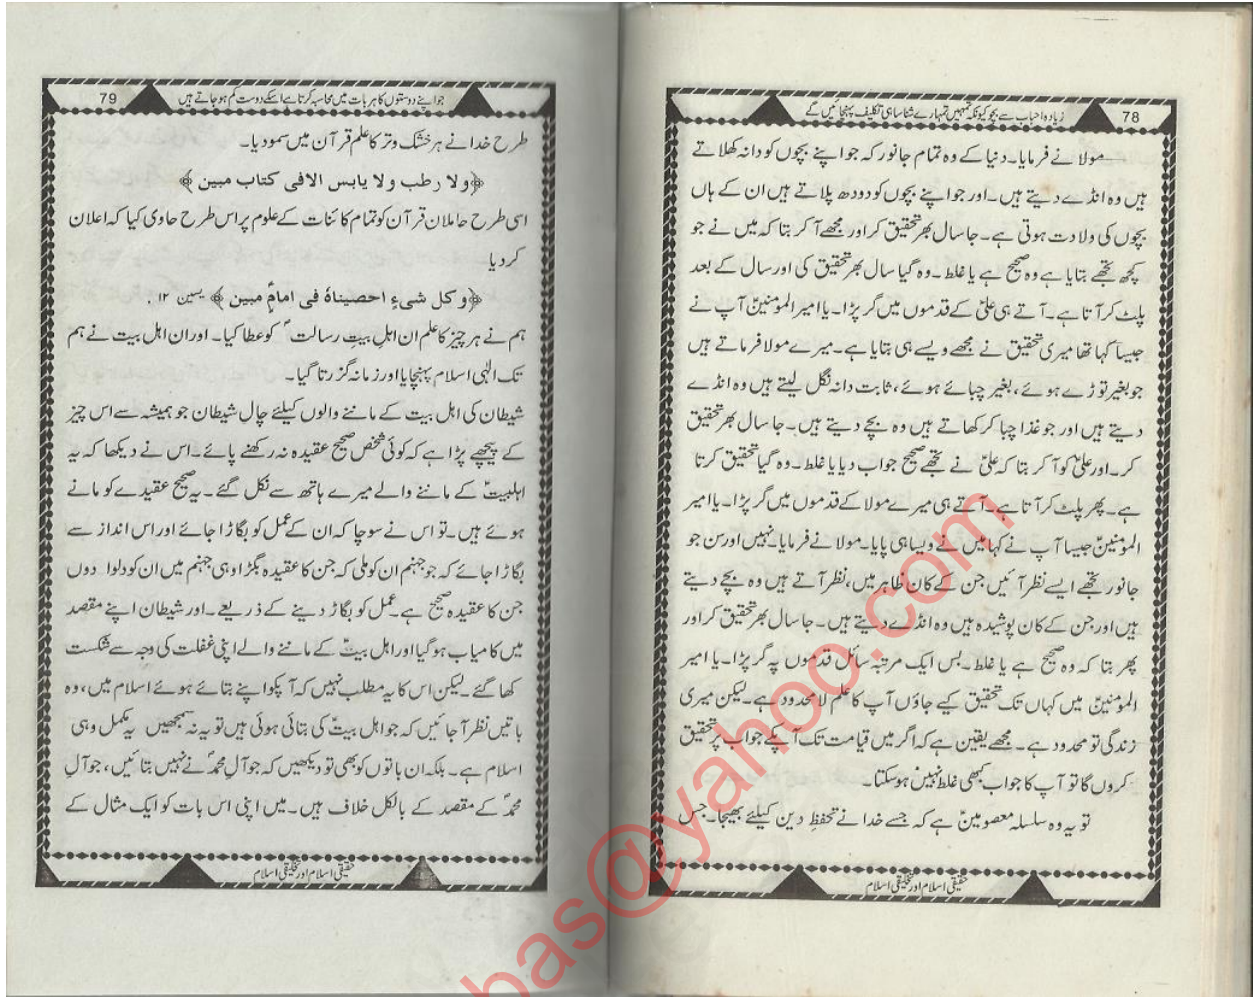 78
زیادہ احباب سے بچو کیونکہ تمہیں تمہارے شناسا ہی تکلیف پہنچائیں گے
مولا نے فرمایا۔ دنیا کے وہ تمام جانور کہ جو اپنے بچوں کو دانہ کھلاتے
ہیں وہ انڈے دیتے ہیں۔ اور جو اپنے بچوں کو دودھ پلاتے ہیں ان کے ہاں
بچوں کی ولادت ہوتی ہے۔ جا سال بھر تحقیق کر اور مجھے آ کر بتا کہ میں نے جو
کچھ تجھے بتایا ہے وہ صحیح ہے یا غلط۔ وہ گیا سال بھر تحقیق کی اور سال کے بعد
پلٹ کر آتا ہے۔ آتے ہی علیؑ کے قدموں میں گر پڑا۔ یا امیر المومنینؑ آپ نے
جیسا کہا تھا میری تحقیق نے مجھے ویسے ہی بتایا ہے۔ میرے مولا فرماتے ہیں
جو بغیر توڑے ہوئے، بغیر چبائے ہوئے، ثابت دانہ نگل لیتے ہیں وہ انڈے
دیتے ہیں اور جو غذا چبا کر کھاتے ہیں وہ بچے دیتے ہیں۔ جا سال بھر تحقیق
کر۔ اور علیؑ کو آ کر بتا کہ علیؑ نے تجھے صحیح جواب دیا یا غلط۔ وہ گیا تحقیق کرتا
ہے۔ پھر پلٹ کر آتا ہے۔ آتے ہی میرے مولا کے قدموں میں گر پڑا۔ یا امیر
المومنینؑ جیسا آپ نے کہا میں نے ویسا ہی پایا۔ مولا نے فرمایا۔ نہیں اور سن جو
جانور تجھے ایسے نظر آئیں جن کے کان ظاہر ہیں، نظر آتے ہیں وہ بچے دیتے
ہیں اور جن کے کان پوشیدہ ہیں وہ انڈے دیتے ہیں۔ جا سال بھر تحقیق کر اور
پھر بتا کہ وہ صحیح ہے یا غلط۔ بس ایک مرتبہ سائل قدموں پہ گر پڑا۔ یا امیر
المومنینؑ میں کہاں تک تحقیق کیے جاؤں آپ کا علم لا محدود ہے۔ لیکن میری
زندگی تو محدود ہے۔ مجھے یقین ہے کہ اگر میں قیامت تک آپکے جواب پر تحقیق
کروں گا تو آپ کا جواب کبھی غلط نہیں ہو سکتا۔
تو یہ وہ سلسلہ معصومینؑ ہے کہ جسے خدا نے تحفظِ دین کیلئے بھیجا۔ جس
حقیقی اسلام اور تخلیقی اسلام
79
جو اپنے دوستوں کا ہر بات میں محاسبہ کرتا ہے اسکے دوست کم ہو جاتے ہیں
طرح خدا نے ہر خشک و تر کا علم قرآن میں سمو دیا۔
﴿ولا رطب ولا یابس الا فی کتاب مبین﴾
اسی طرح حاملان قرآن کو تمام کائنات کے علوم پر اس طرح حاوی کیا کہ اعلان
کر دیا
﴿وکل شیءٍ احصیناہ فی امامٍ مبین﴾ یسین ۱۲ .
ہم نے ہر چیز کا علم ان اہلِ بیتِ رسالتؑ کو عطا کیا۔ اور ان اہل بیت نے ہم
تک الٰہی اسلام پہنچایا اور زمانہ گزرتا گیا۔
شیطان کی اہل بیت کے ماننے والوں کیلئے چال شیطان جو ہمیشہ سے اس چیز
کے پیچھے پڑا ہے کہ کوئی شخص صحیح عقیدہ نہ رکھنے پائے۔ اس نے دیکھا کہ یہ
اہلبیتؑ کے ماننے والے میرے ہاتھ سے نکل گئے۔ یہ صحیح عقیدے کو مانے
ہوئے ہیں۔ تو اس نے سوچا کہ ان کے عمل کو بگاڑا جائے اور اس انداز سے
بگاڑا جائے کہ جو جہنم ان کو ملی کہ جن کا عقیدہ بگڑا وہی جہنم میں ان کو دلوا دوں
جن کا عقیدہ صحیح ہے۔ عمل کو بگاڑ دینے کے ذریعے۔ اور شیطان اپنے مقصد
میں کامیاب ہو گیا اور اہل بیتؑ کے ماننے والے اپنی غفلت کی وجہ سے شکست
کھا گئے۔ لیکن اس کا یہ مطلب نہیں کہ آپکو اپنے بتائے ہوئے اسلام میں، وہ
باتیں نظر آ جائیں کہ جو اہل بیتؑ کی بتائی ہوئی ہیں تو یہ نہ سمجھیں یہ مکمل وہی
اسلام ہے۔ بلکہ ان باتوں کو بھی تو دیکھیں کہ جو آلِ محمدؐ نے نہیں بتائیں، جو آلِ
محمدؐ کے مقصد کے بالکل خلاف ہیں۔ میں اپنی اس بات کو ایک مثال کے
حقیقی اسلام اور تخلیقی اسلام
bas@yahoo.com